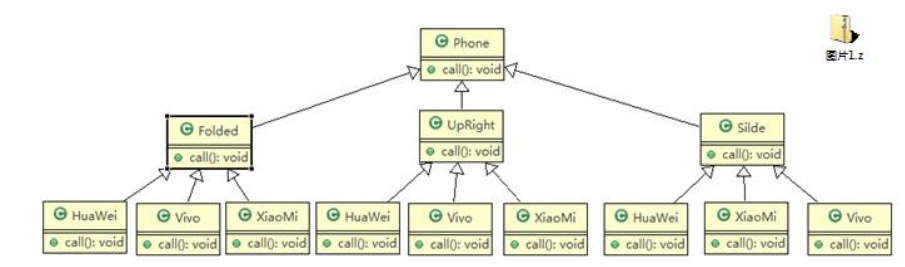 Phone
call(): void
图片1.z
Folded
call(): void
UpRight
call(): void
Silde
call(): void
HuaWei
call(): void
Vivo
call(): void
XiaoMi
call(): void
HuaWei
call(): void
Vivo
call(): void
XiaoMi
call(): void
HuaWei
call(): void
XiaoMi
call(): void
Vivo
call(): void